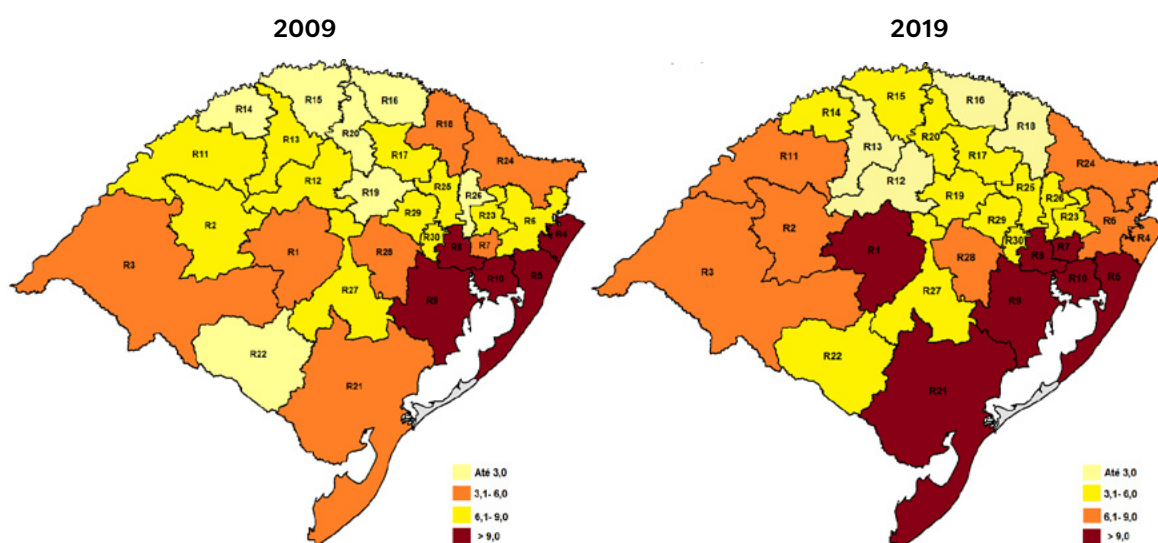 2009
2019
R14
R15
R16
R18
R20
R13
R11
R17
R24
R12
R19
R25
R26
R2
R29
R23
R6
R30
R8
R7
R4
R3
R1
R28
R10
R5
R27
R9
R22
R21
Até 3,0
3,1- 6,0
6,1- 9,0
> 9,0
R15
R16
R14
R18
R20
R13
R17
R11
R24
R12
R19
R25
R26
R2
R29
R23
R6
R30
R4
R8
R7
R1
R28
R3
R10
R5
R27
R9
R22
R21
Até 3,0
3,1- 6,0
6,1- 9,0
> 9,0